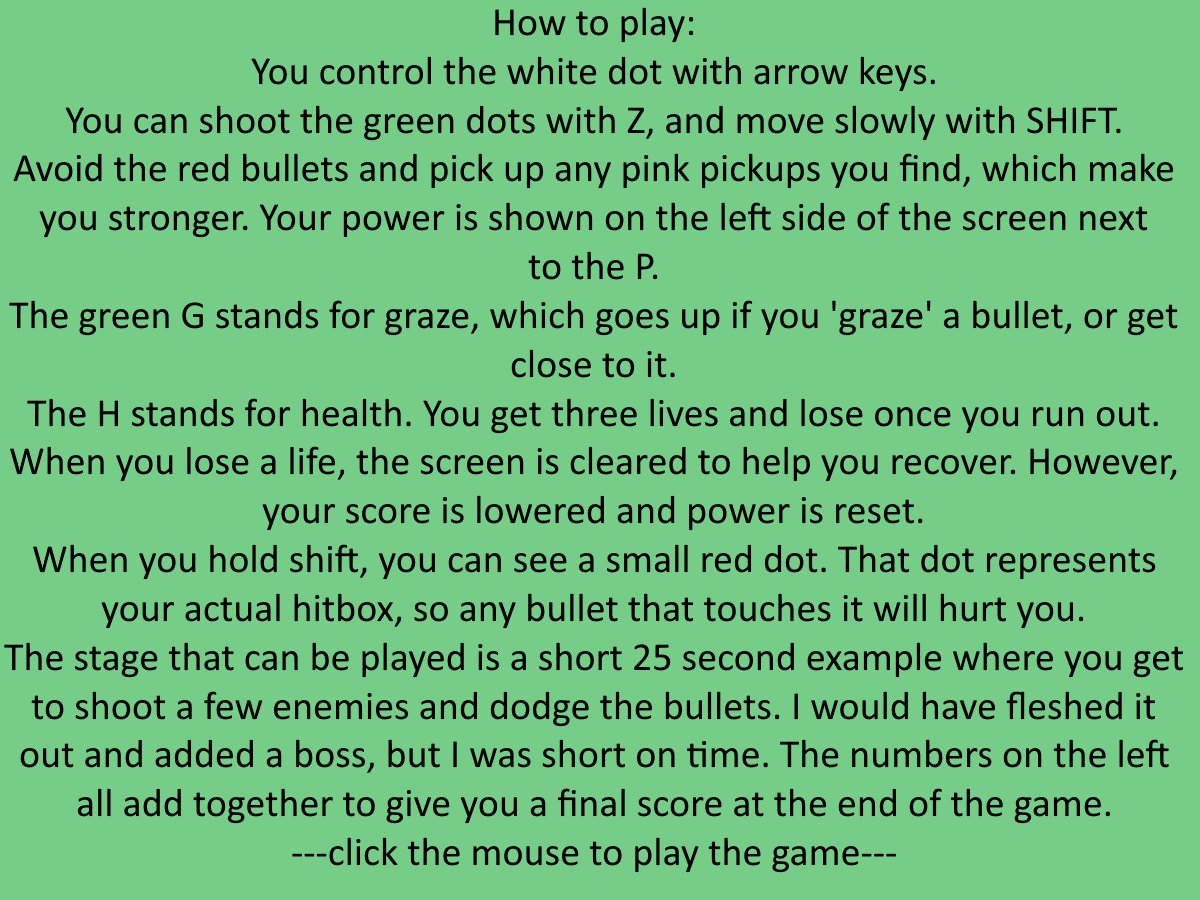 How to play:
You control the white dot with arrow keys.
You can shoot the green dots with Z, and move slowly with SHIFT.
Avoid the red bullets and pick up any pink pickups you find, which make
you stronger. Your power is shown on the left side of the screen next
to the P.
The green G stands for graze, which goes up if you 'graze' a bullet, or get
close to it.
The H stands for health. You get three lives and lose once you run out.
When you lose a life, the screen is cleared to help you recover. However,
your score is lowered and power is reset.
When you hold shift, you can see a small red dot. That dot represents
your actual hitbox, so any bullet that touches it will hurt you.
The stage that can be played is a short 25 second example where you get
to shoot a few enemies and dodge the bullets. I would have fleshed it
out and added a boss, but I was short on time. The numbers on the left
all add together to give you a final score at the end of the game.
---click the mouse to play the game---